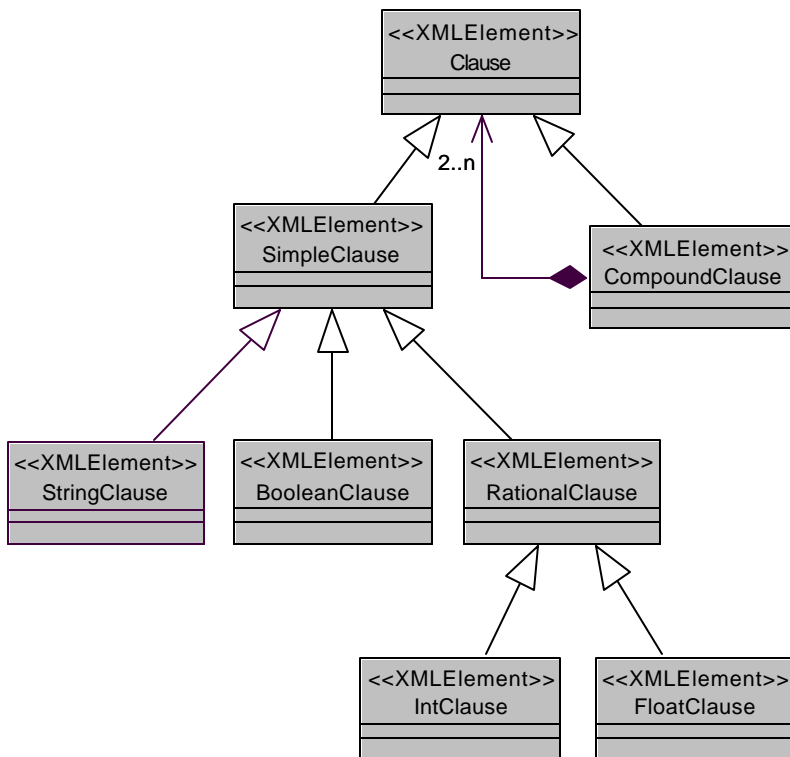 <<XMLElement>>
Clause
2..n
<<XMLElement>>
SimpleClause
<<XMLElement>>
CompoundClause
<<XMLElement>>
StringClause
<<XMLElement>>
BooleanClause
<<XMLElement>>
RationalClause
<<XMLElement>>
IntClause
<<XMLElement>>
FloatClause